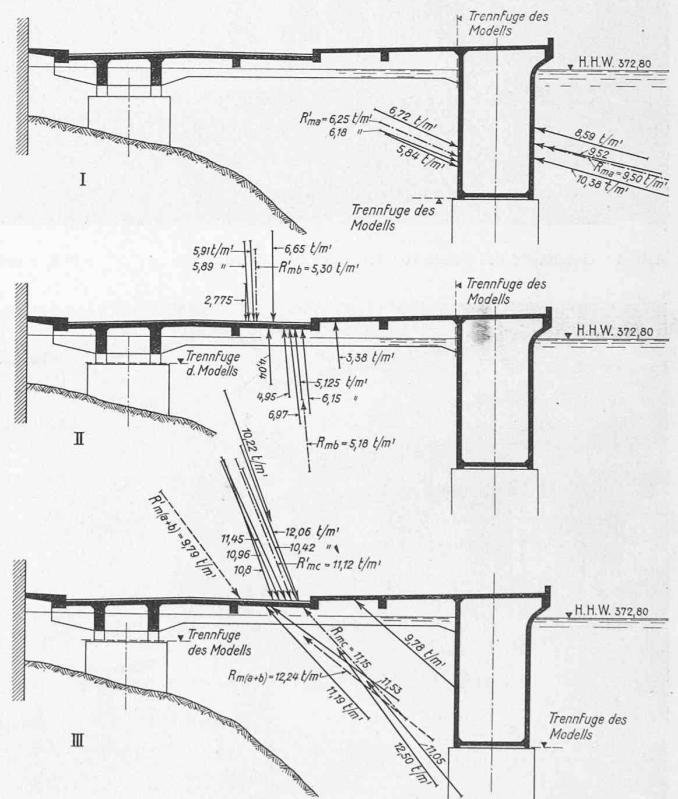 Trennfuge des
Modells
H.H.W. 372,80
R'ma=6,25 t/m'
6,18 "
6,72 t/m'
5,84 t/m'
8,59 t/m'
9,52
Rma=9,50 t/m'
10,38 t/m'
I
Trennfuge des
Modells
5,91 t/m'
5,89 "
6,65 t/m'
R'mb=5,30 t/m'
2,775
Trennfuge des
Modells
H.H.W. 372,80
Trennfuge
d. Modells
4,04
3,38 t/m'
4,95
5,125 t/m'
6,15 "
6,97
Rmb=5,18 t/m'
II
10,22 t/m'
R'm(a+b)=9,79 t/m'
11,45
10,96
10,8
12,06 t/m'
10,42 "
R'mc=11,12 t/m'
H.H.W. 372,80
Trennfuge
des Modells
Rmc=11,15
9,78 t/m'
Rm(a+b)=12,24 t/m'
11,53
11,19 t/m'
11,05
12,50 t/m'
Trennfuge des
Modells
III